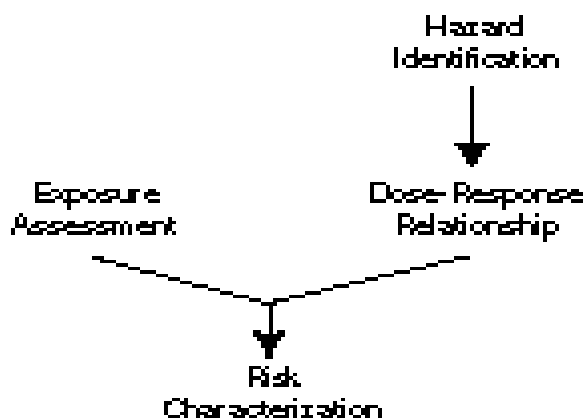 Hazard
Identification
Exposure
Assessment
Dose-Response
Relationship
Risk
Characterization